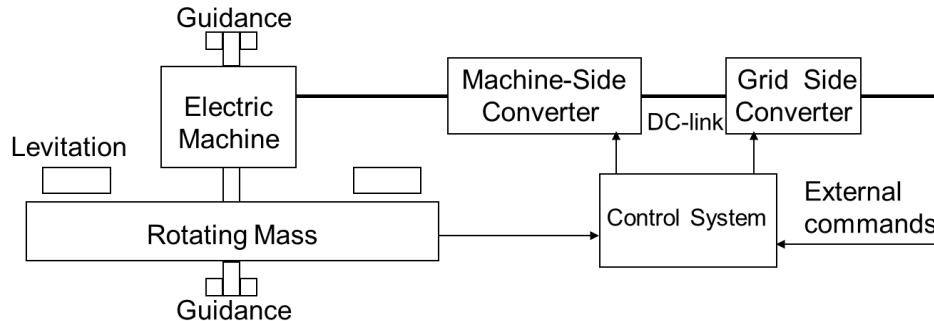 Guidance
Electric
Machine
Machine-Side
Converter
DC-link
Grid Side
Converter
Levitation
Rotating Mass
Control System
External
commands
Guidance